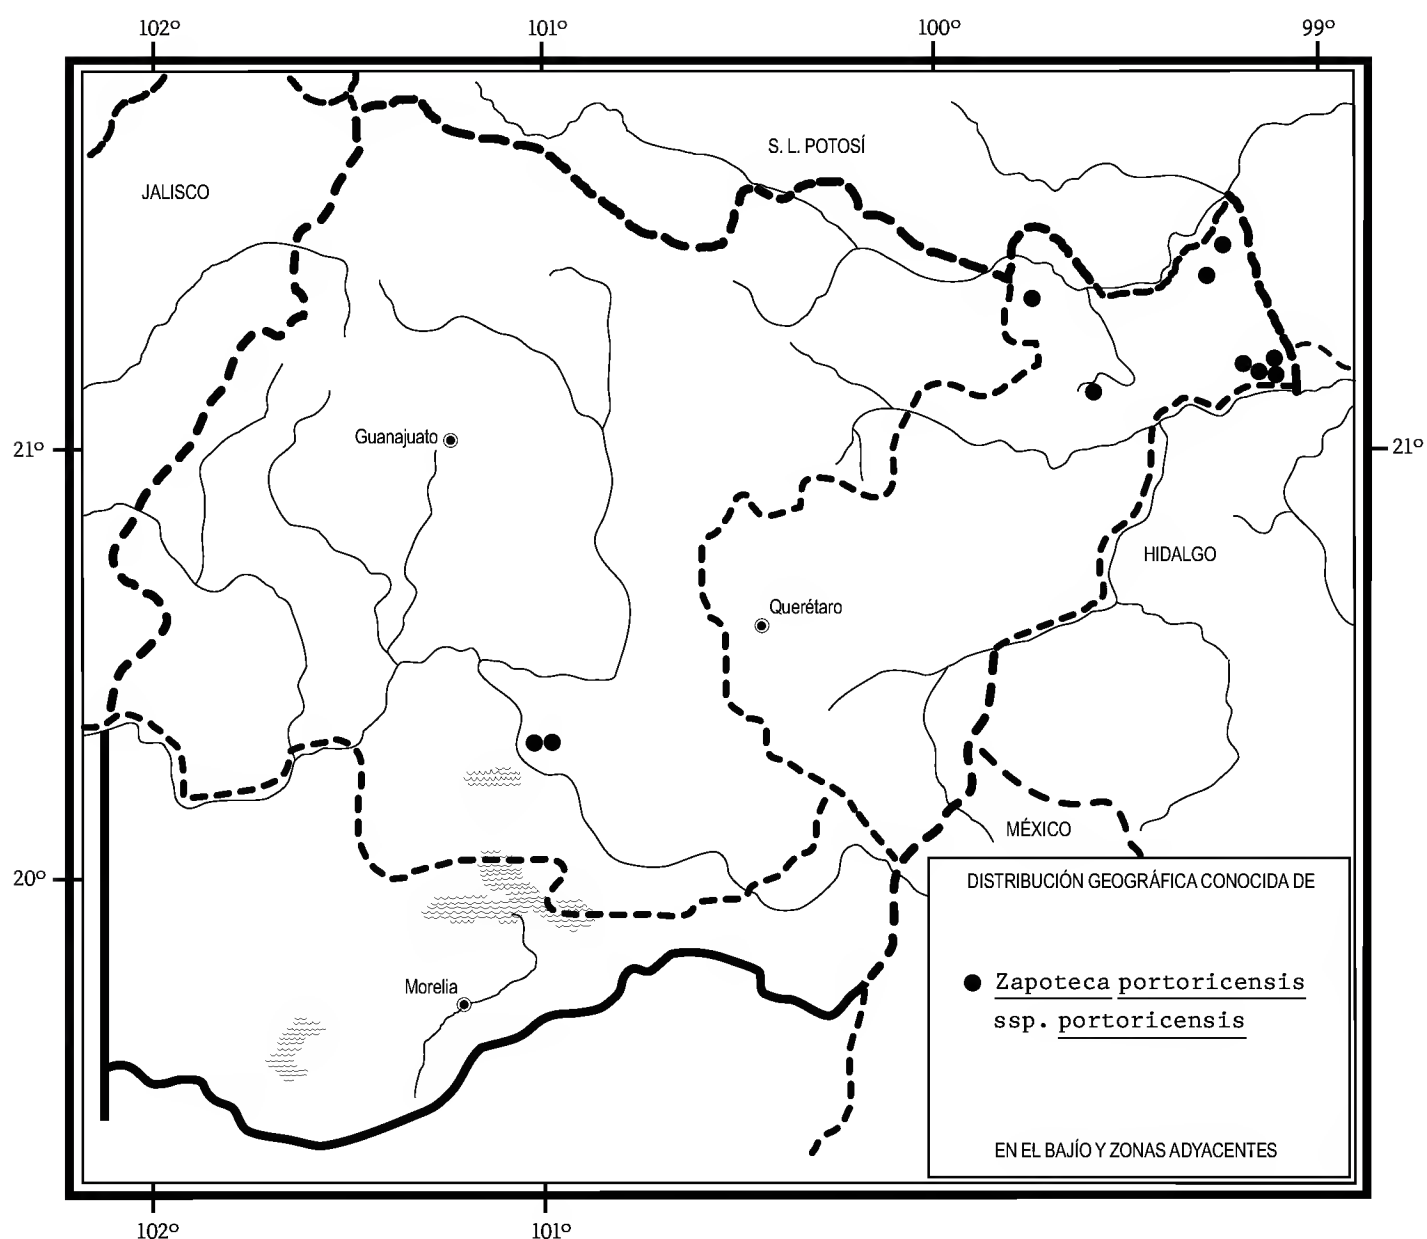 102° 101° 100° 99°
S. L. POTOSÍ
JALISCO
Guanajuato
21° 21°
HIDALGO
Querétaro
MÉXICO
20°
DISTRIBUCIÓN GEOGRÁFICA CONOCIDA DE
Zapoteca portoricensis
ssp. portoricensis
Morelia
EN EL BAJÍO Y ZONAS ADYACENTES
102° 101°